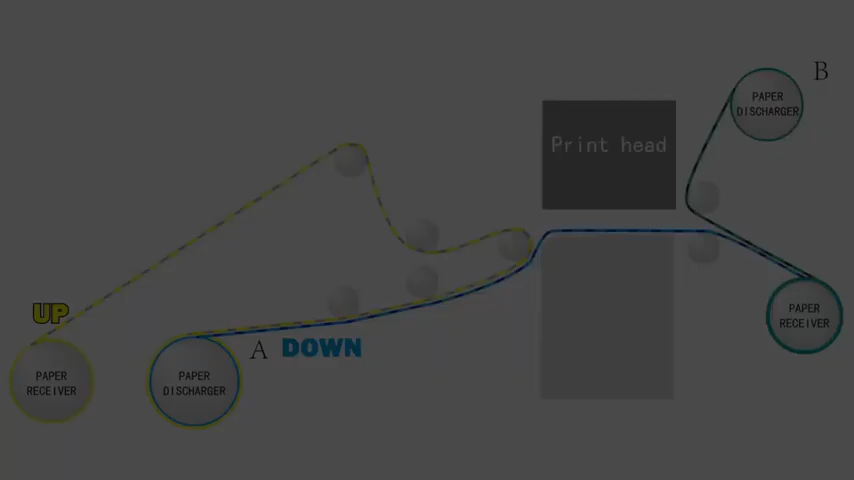 B
PAPER
DISCHARGER
Print head
UP
PAPER
RECEIVER
A DOWN
PAPER
RECEIVER
PAPER
DISCHARGER